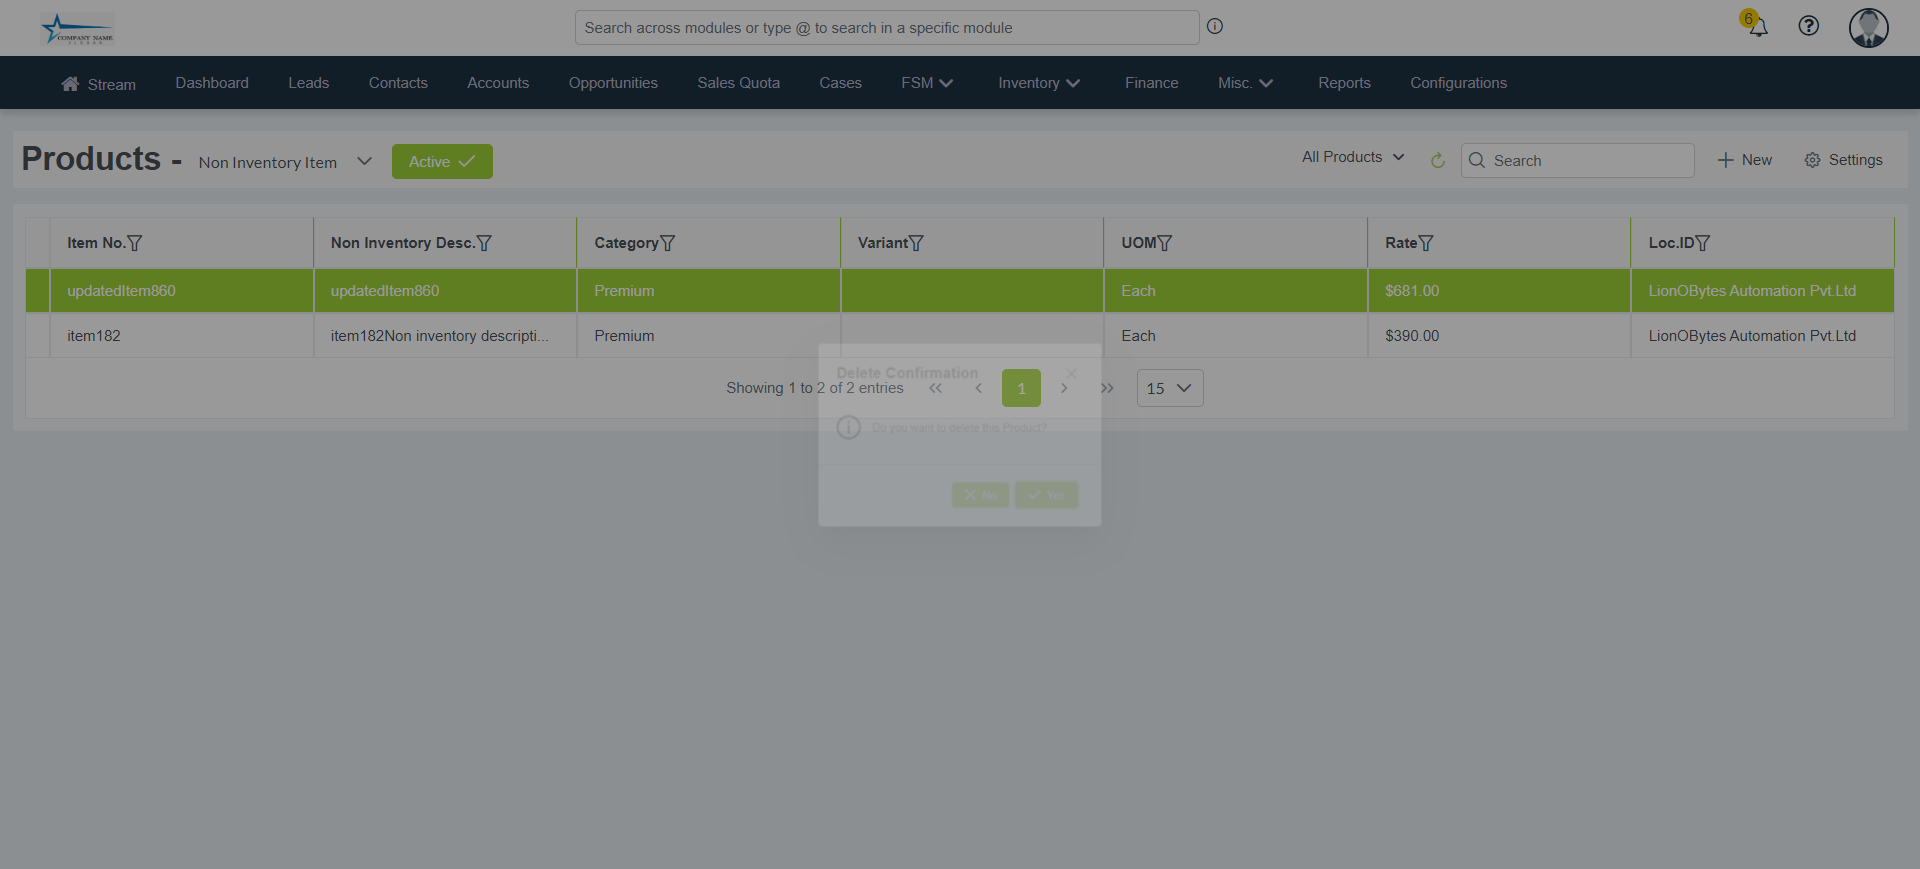 COMPANY NAME
Search across modules or type @ to search in a specific module
6
Stream Dashboard Leads Contacts Accounts Opportunities Sales Quota Cases FSM Inventory Finance Misc. Reports Configurations
Products - Non Inventory Item Active All Products Search New Settings
Item No. Non Inventory Desc. Category Variant UOM Rate Loc.ID
updatedItem860 updatedItem860 Premium Each $681.00 LionOBytes Automation Pvt.Ltd
item182 item182Non inventory descripti... Premium Each $390.00 LionOBytes Automation Pvt.Ltd
Delete Confirmation
Showing 1 to 2 of 2 entries 1 15
Do you want to delete this Product?
No Yes